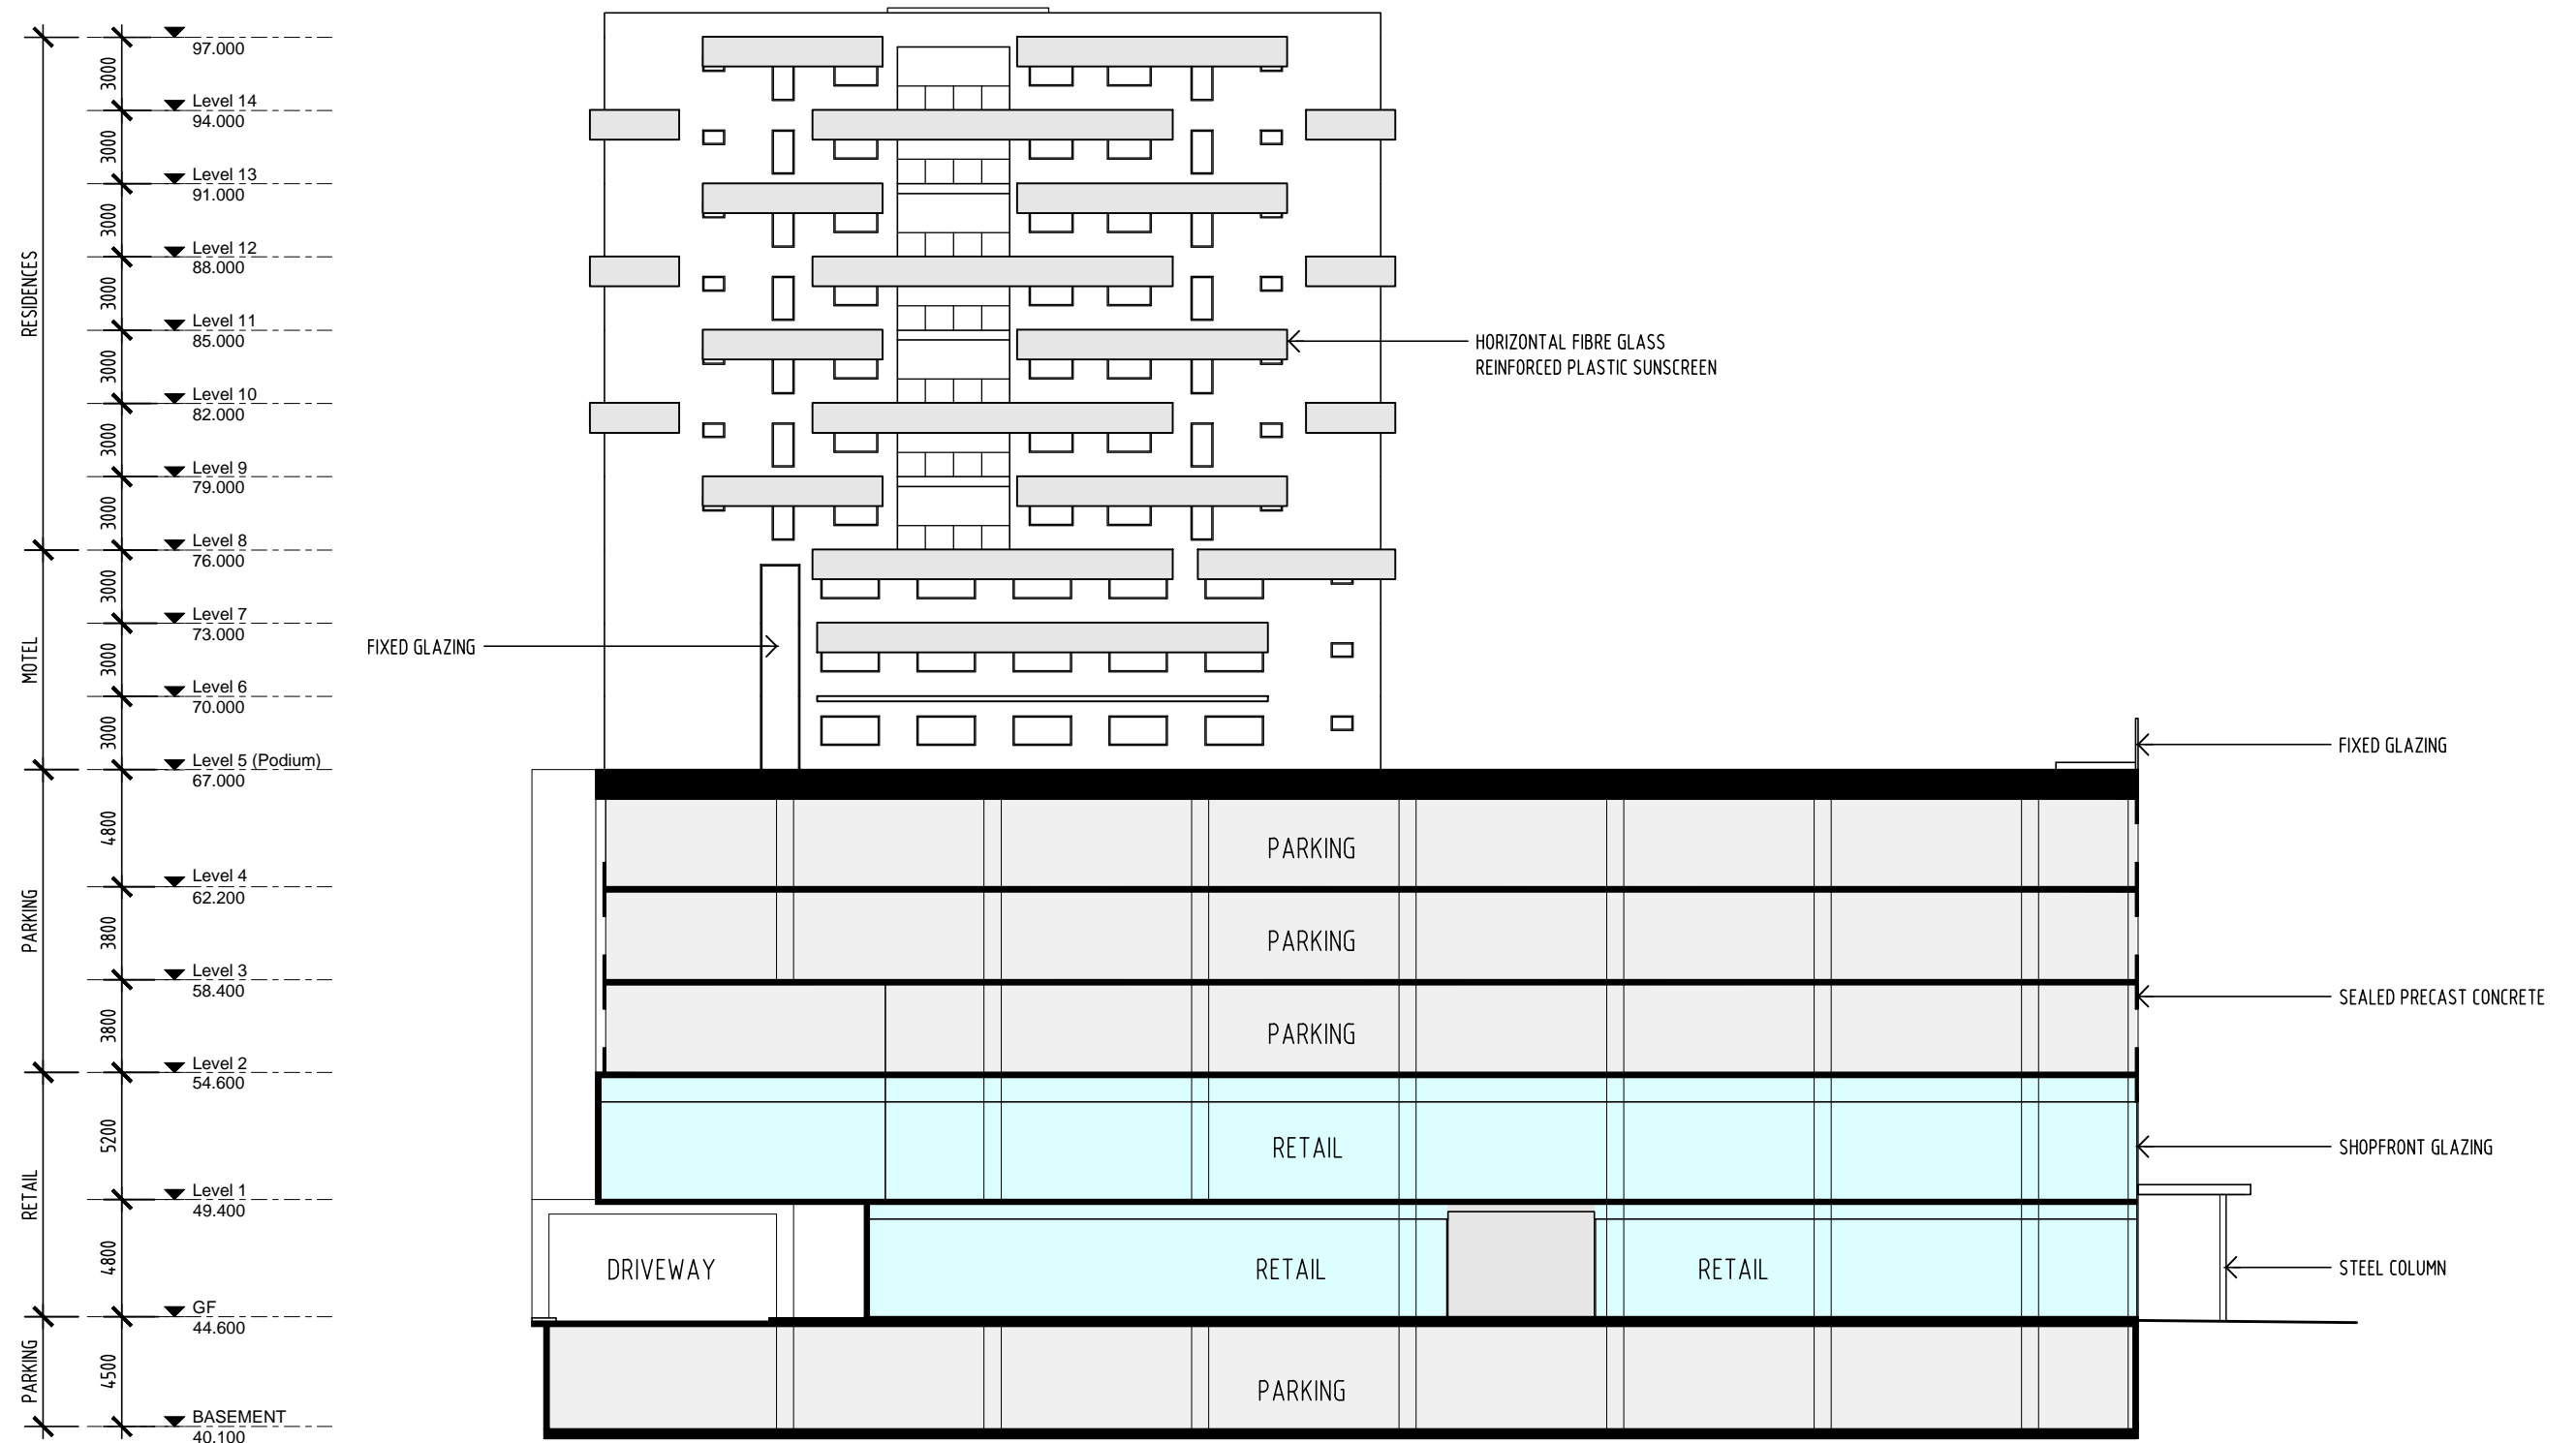 97.000
3000
Level 14
94.000
3000
Level 13
91.000
3000
Level 12
88.000
3000
Level 11
85.000
3000
Level 10
82.000
3000
Level 9
79.000
3000
Level 8
76.000
3000
Level 7
73.000
3000
Level 6
70.000
3000
Level 5 (Podium)
67.000
4800
Level 4
62.200
3800
Level 3
58.400
3800
Level 2
54.600
5200
Level 1
49.400
4800
GF
44.600
4500
BASEMENT
40.100
RESIDENCES
MOTEL
PARKING
RETAIL
PARKING
HORIZONTAL FIBRE GLASS
REINFORCED PLASTIC SUNSCREEN
FIXED GLAZING
FIXED GLAZING
PARKING
PARKING
SEALED PRECAST CONCRETE
PARKING
RETAIL
SHOPFRONT GLAZING
DRIVEWAY
RETAIL
RETAIL
STEEL COLUMN
PARKING